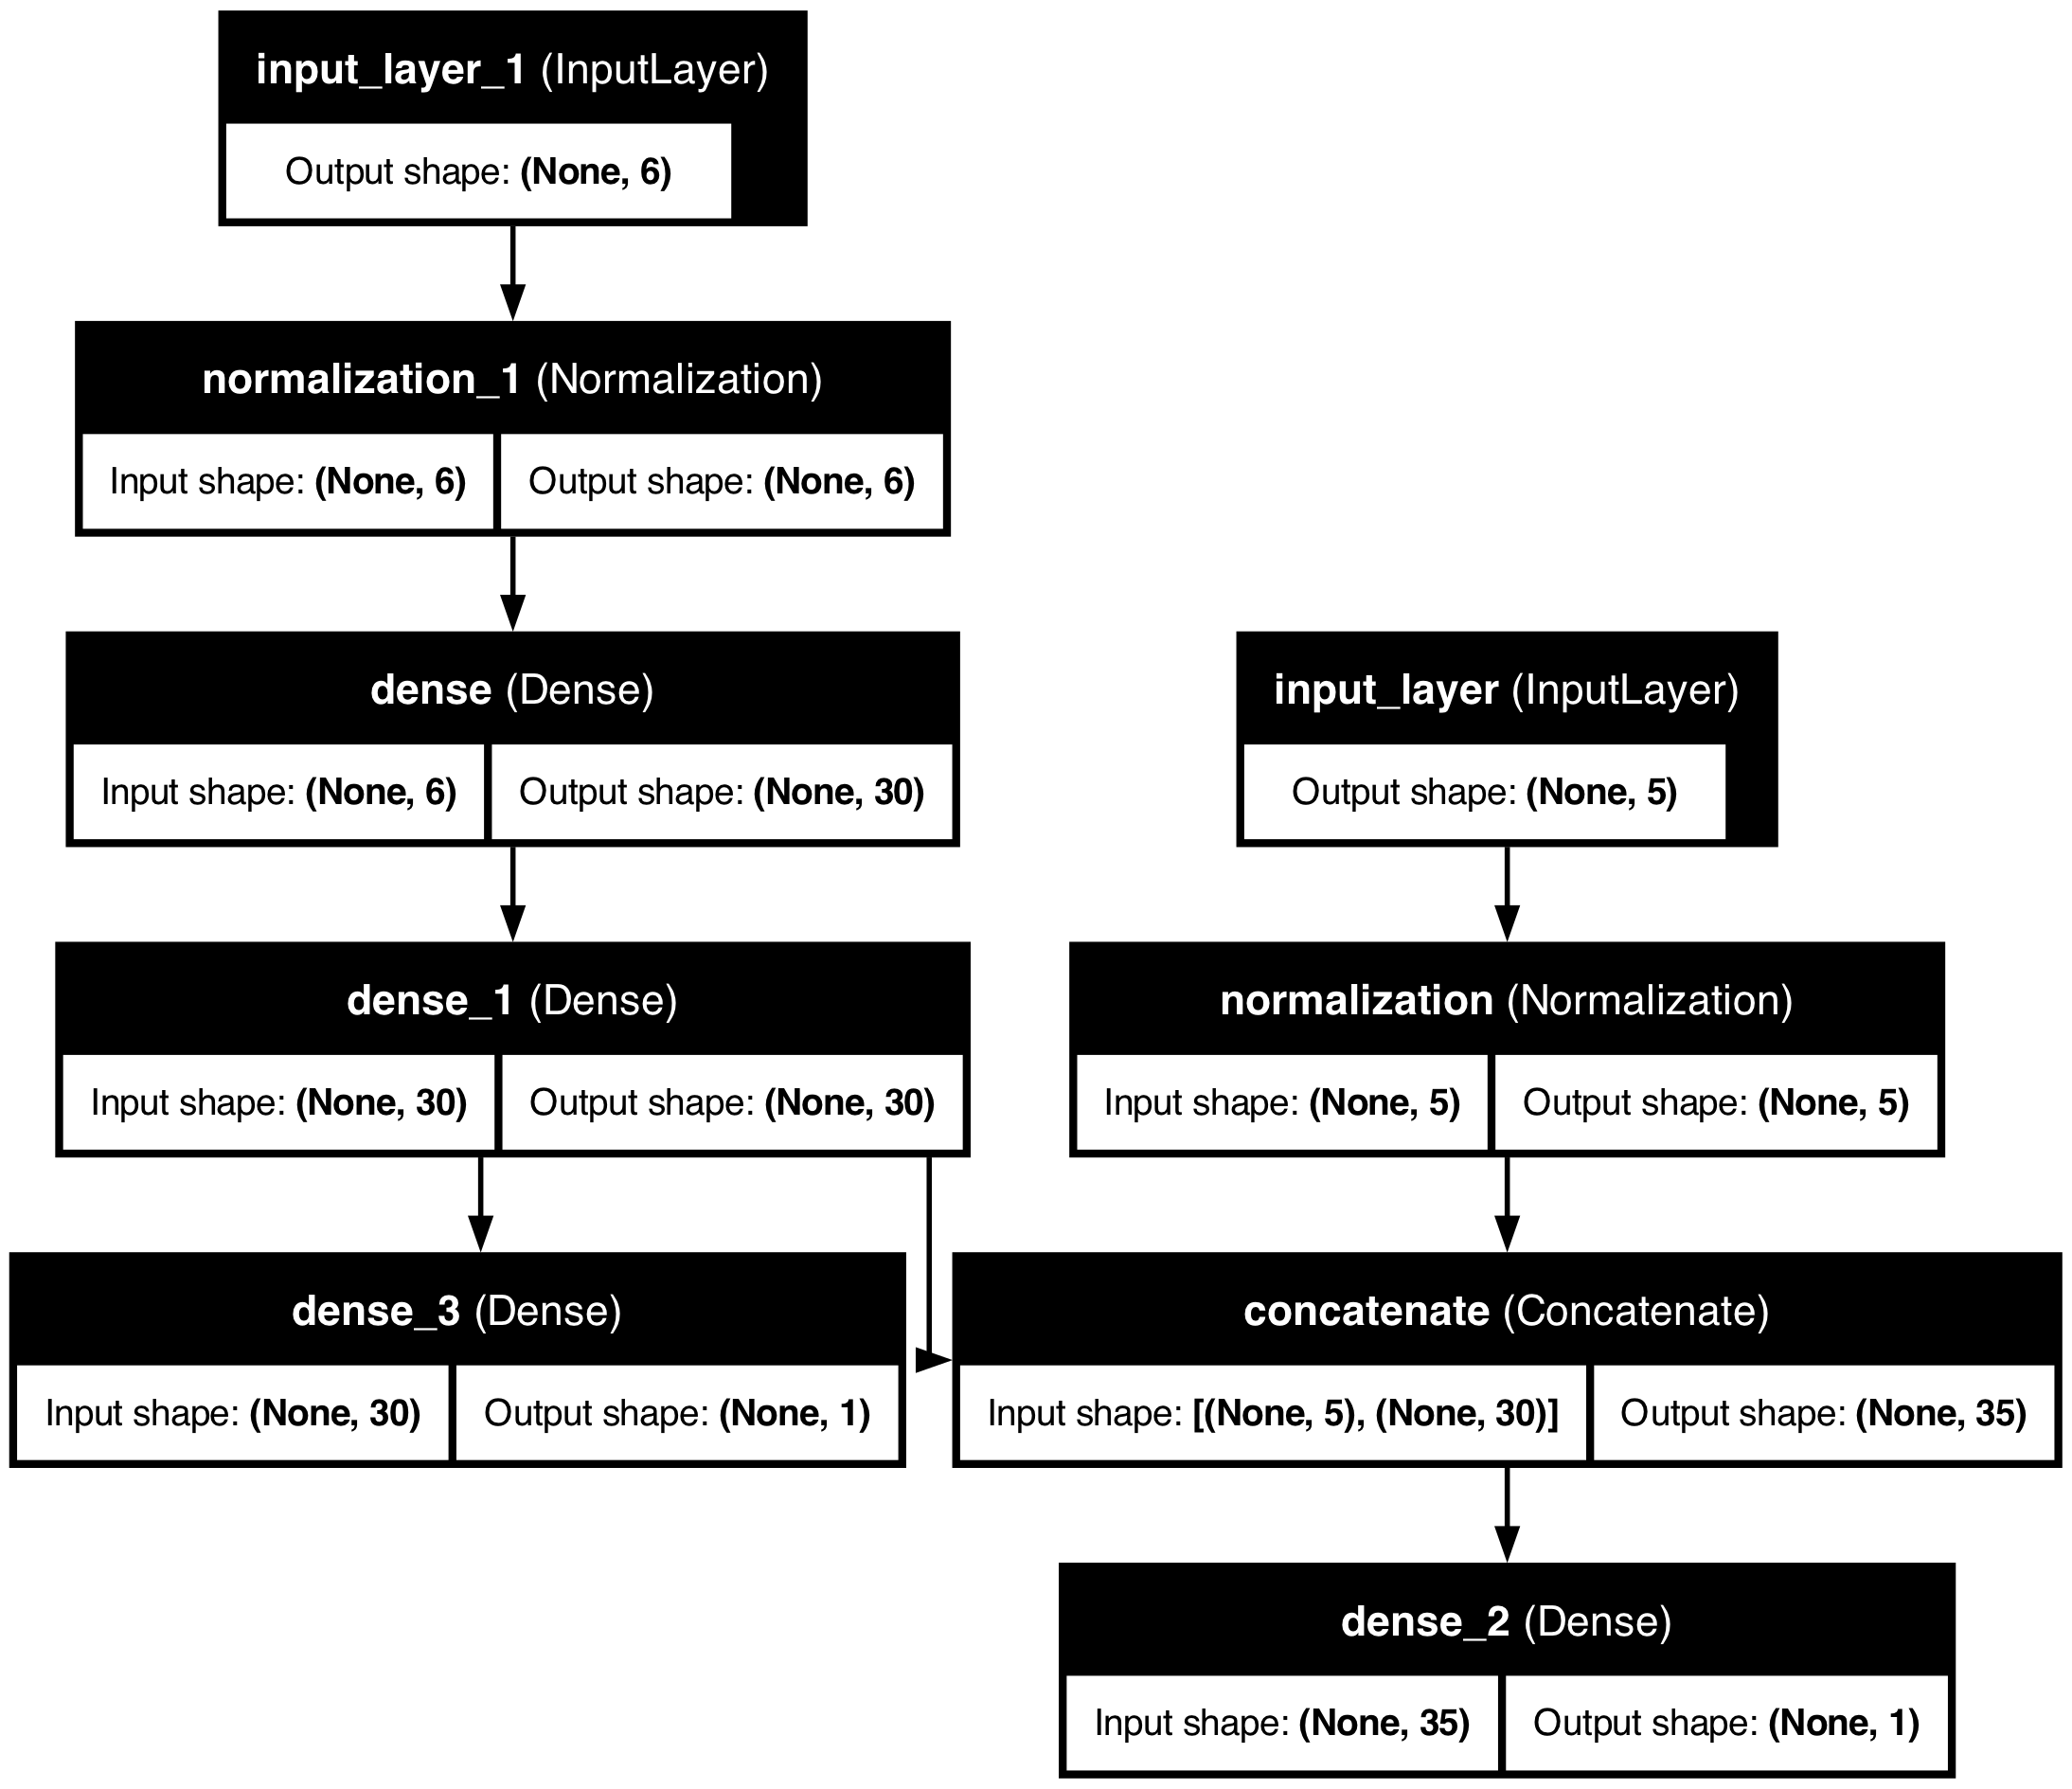 input_layer_1 (InputLayer)
Output shape: (None, 6)
normalization_1 (Normalization)
Input shape: (None, 6) Output shape: (None, 6)
dense (Dense)
Input shape: (None, 6) Output shape: (None, 30)
input_layer (InputLayer)
Output shape: (None, 5)
dense_1 (Dense)
Input shape: (None, 30) Output shape: (None, 30)
normalization (Normalization)
Input shape: (None, 5) Output shape: (None, 5)
dense_3 (Dense)
Input shape: (None, 30) Output shape: (None, 1)
concatenate (Concatenate)
Input shape: [(None, 5), (None, 30)] Output shape: (None, 35)
dense_2 (Dense)
Input shape: (None, 35) Output shape: (None, 1)